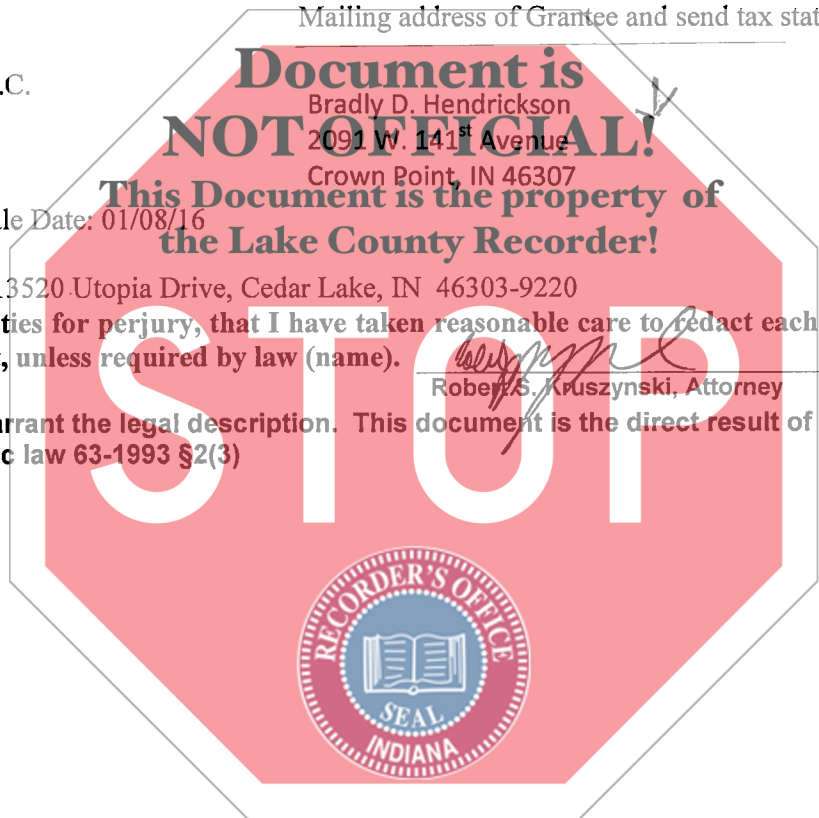 Mailing address of Grantee and send tax stat
Document is
.C.
Bradly D. Hendrickson
NOT OFFICIAL!
2091 W. 141st Avenue
Crown Point, IN 46307
This Document is the property of
le Date: 01/08/16
the Lake County Recorder!
13520 Utopia Drive, Cedar Lake, IN 46303-9220
ties for perjury, that I have taken reasonable care to redact each
, unless required by law (name).
Robert S. Kruszynski, Attorney
rrant the legal description. This document is the direct result of
c law 63-1993 §2(3)
STOP
RECORDER'S OFFICE
SEAL
INDIANA